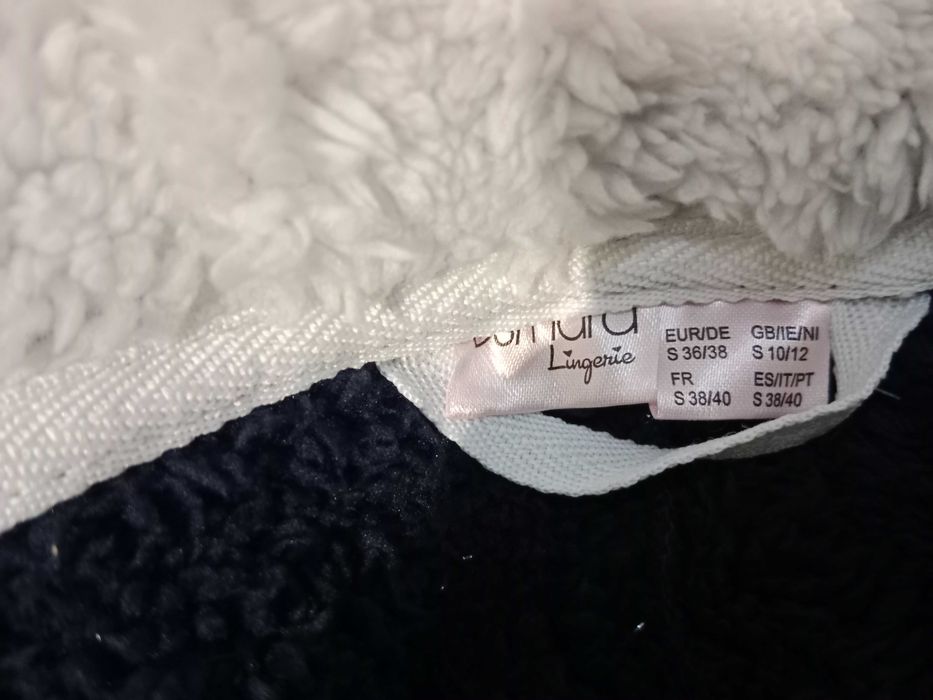 Lingerie
EUR/DE GB/IE/NI
S 36/38 S 10/12
FR ES/IT/PT
S 38/40 S 38/40